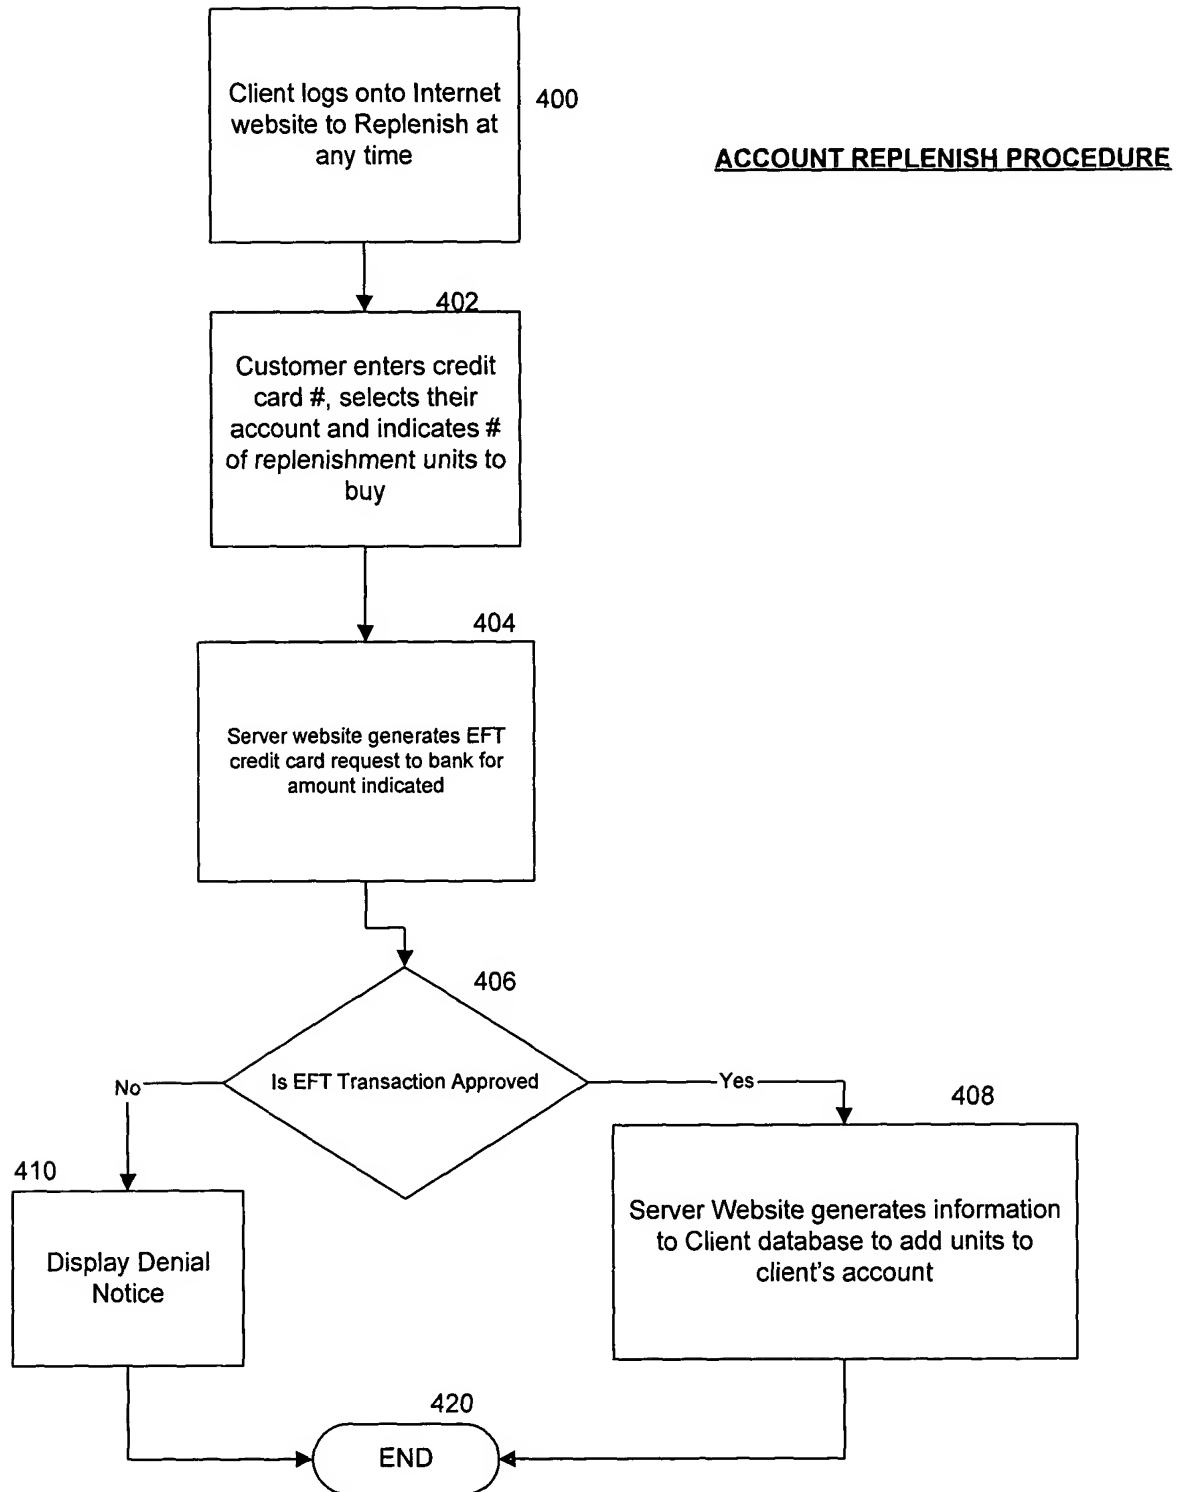 Client logs onto Internet
website to Replenish at
any time
400
ACCOUNT REPLENISH PROCEDURE
402
Customer enters credit
card #, selects their
account and indicates #
of replenishment units to
buy
404
Server website generates EFT
credit card request to bank for
amount indicated
406
Is EFT Transaction Approved
No
Yes
408
410
Server Website generates information
to Client database to add units to
client's account
Display Denial
Notice
420
END